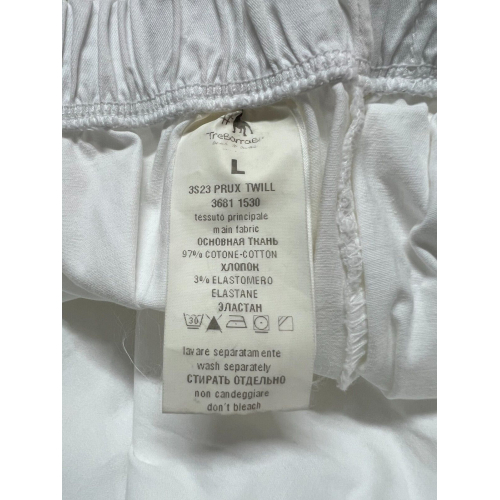 TreBarraBi
L
3S23 PRUX TWILL
3681 1530
tessuto principale
main fabric
ОСНОВНАЯ ТКАНЬ
97% COTONE-COTTON
ХЛОПОК
3% ELASTOMERO
ELASTANE
ЭЛАСТАН
30
lavare separatamente
wash separately
СТИРАТЬ ОТДЕЛЬНО
non candeggiare
don't bleach